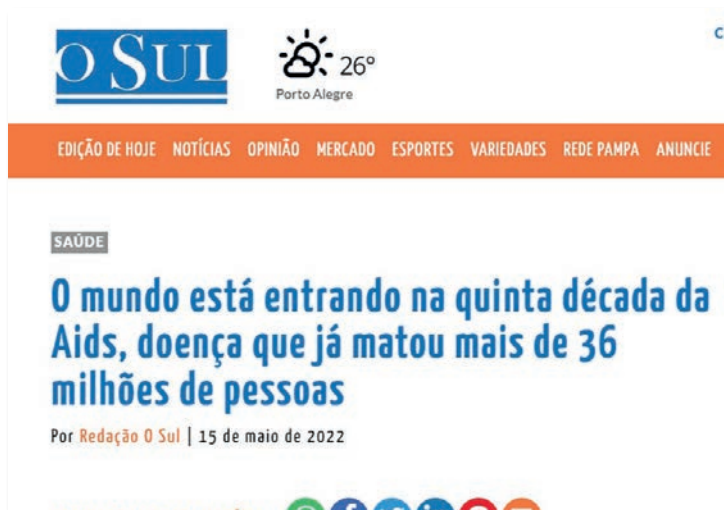 O SUL
26°
Porto Alegre
EDIÇÃO DE HOJE NOTÍCIAS OPINIÃO MERCADO ESPORTES VARIEDADES REDE PAMPA ANUNCIE
SAÚDE
O mundo está entrando na quinta década da
Aids, doença que já matou mais de 36
milhões de pessoas
Por Redação O Sul | 15 de maio de 2022